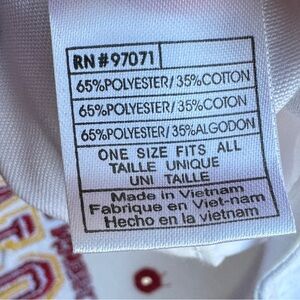 RN#97071
65%POLYESTER/35%COTTON
65%POLYESTER/35%COTON
65%POLYESTER/35%ALGODON
ONE SIZE FITS ALL
TAILLE UNIQUE
UNI TAILLE
Made in Vietnam
Fabrique en Viet-nam
Hecho en la vietnam